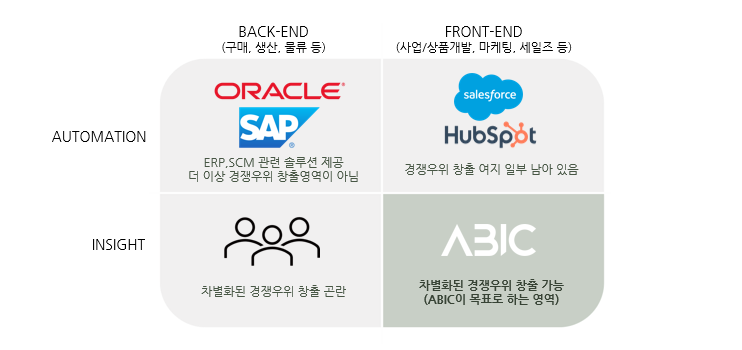 BACK-END
(구매, 생산, 물류 등)
FRONT-END
(사업/상품개발, 마케팅, 세일즈 등)
AUTOMATION
ORACLE®
SAP®
ERP,SCM 관련 솔루션 제공
더 이상 경쟁우위 창출영역이 아님
salesforce
HubSpot
경쟁우위 창출 여지 일부 남아 있음
INSIGHT
차별화된 경쟁우위 창출 곤란
ABIC
차별화된 경쟁우위 창출 가능
(ABIC이 목표로 하는 영역)